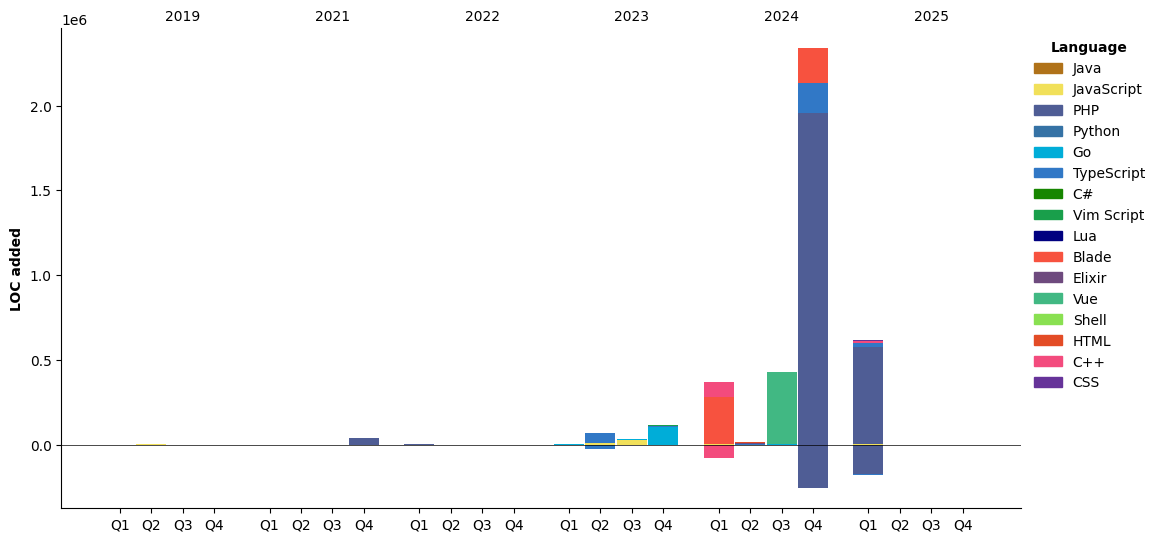 1e6
2019 2021 2022 2023 2024 2025
LOC added
2.0
1.5
1.0
0.5
0.0
Q1 Q2 Q3 Q4 Q1 Q2 Q3 Q4 Q1 Q2 Q3 Q4 Q1 Q2 Q3 Q4 Q1 Q2 Q3 Q4 Q1 Q2 Q3 Q4
Language
Java
JavaScript
PHP
Python
Go
TypeScript
C#
Vim Script
Lua
Blade
Elixir
Vue
Shell
HTML
C++
CSS